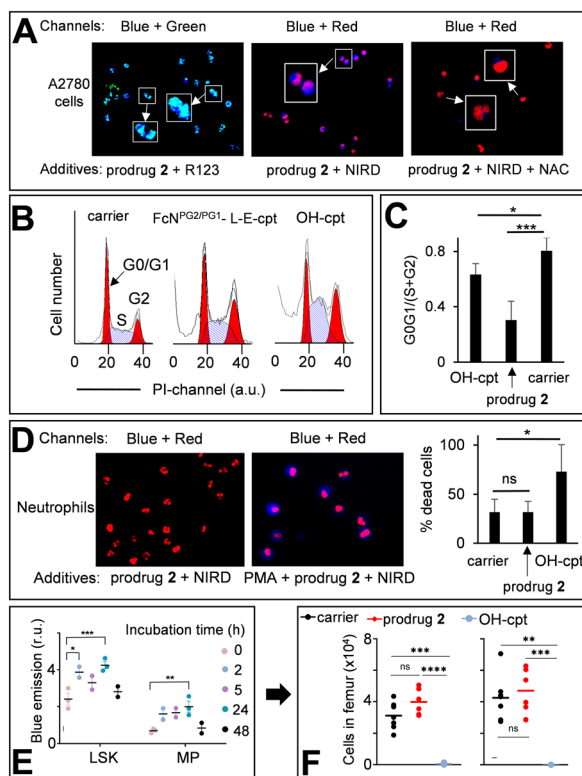 A
Channels: Blue + Green Blue + Red Blue + Red
A2780
cells
Additives: prodrug 2 + R123 prodrug 2 + NIRD prodrug 2 + NIRD + NAC
B
carrier FcN^PG2/PG1- L-E-cpt OH-cpt
Cell number
G0/G1
G2
S
0 20 40 0 20 40 0 20 40
PI-channel (a.u.)
C
*
***
G0G1/(S+G2)
0.8
0.4
0
OH-cpt carrier
prodrug 2
D
Channels: Blue + Red Blue + Red
Neutrophils
Additives: prodrug 2 + NIRD PMA + prodrug 2 + NIRD
% dead cells
100
50
0
*
ns
carrier OH-cpt
prodrug 2
E
Blue emission (r.u.)
6
4
2
0
*
***
**
Incubation time (h)
0
2
5
24
48
LSK MP
F
carrier prodrug 2 OH-cpt
Cells in femur (x10⁴)
8
4
0
***
ns ****
**
***
ns